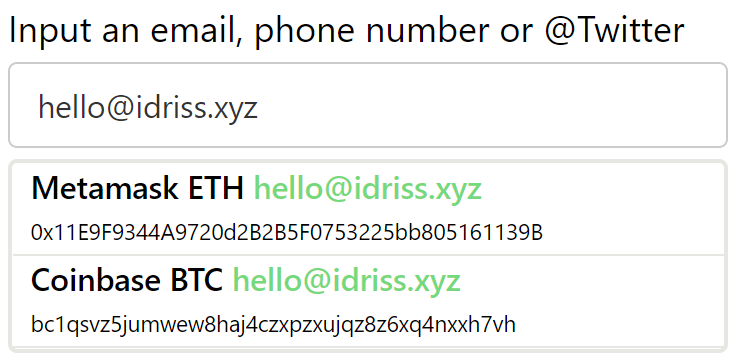 Input an email, phone number or @Twitter
hello@idriss.xyz
Metamask ETH hello@idriss.xyz
0x11E9F9344A9720d2B2B5F0753225bb805161139B
Coinbase BTC hello@idriss.xyz
bc1qsvz5jumwew8haj4czxpzxujqz8z6xq4nxxh7vh